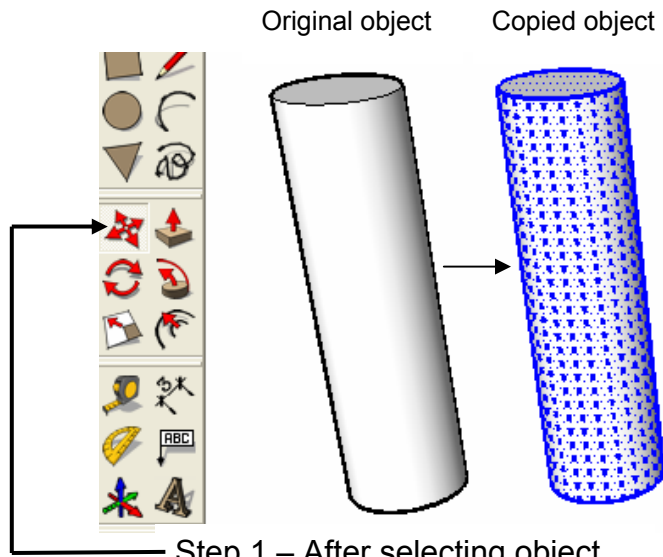 Original object
Copied object
ABC
A
Step 1 – After selecting object